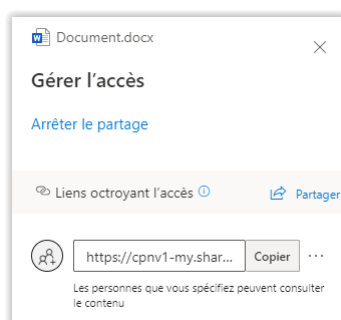 Document.docx
Gérer l'accès
Arrêter le partage
Liens octroyant l'accès
Partager
https://cpnv1-my.shar...
Copier
Les personnes que vous spécifiez peuvent consulter
le contenu